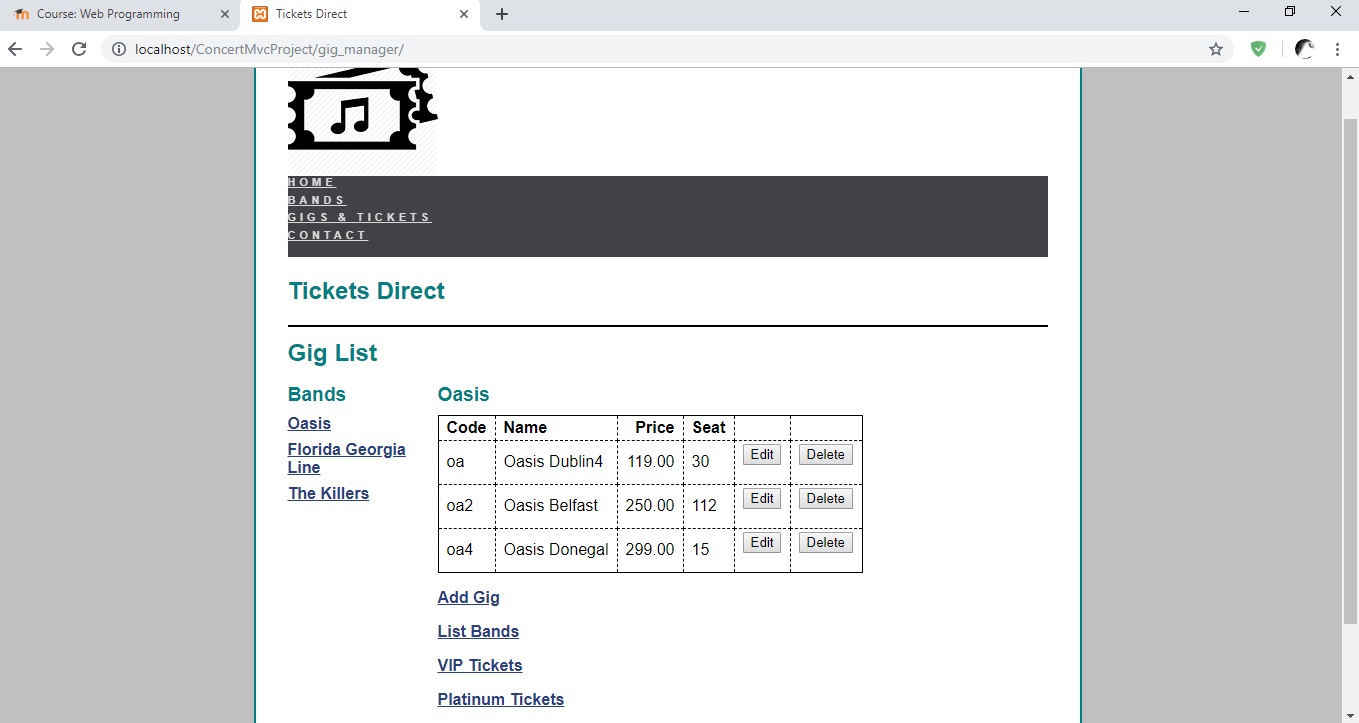 Course: Web Programming
Tickets Direct
localhost/ConcertMvcProject/gig_manager/
HOME
BANDS
GIGS & TICKETS
CONTACT
Tickets Direct
Gig List
Bands
Oasis
Florida Georgia
Line
The Killers
Oasis
Code Name Price Seat
oa Oasis Dublin4 119.00 30 Edit Delete
oa2 Oasis Belfast 250.00 112 Edit Delete
oa4 Oasis Donegal 299.00 15 Edit Delete
Add Gig
List Bands
VIP Tickets
Platinum Tickets